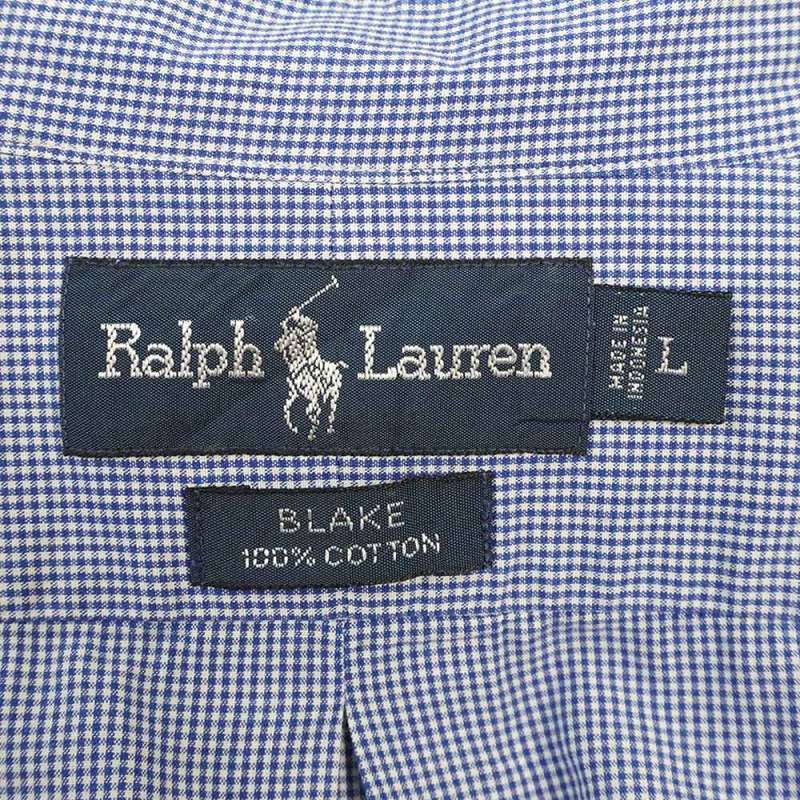 Ralph Lauren
MADE IN
INDONESIA
L
BLAKE
100% COTTON